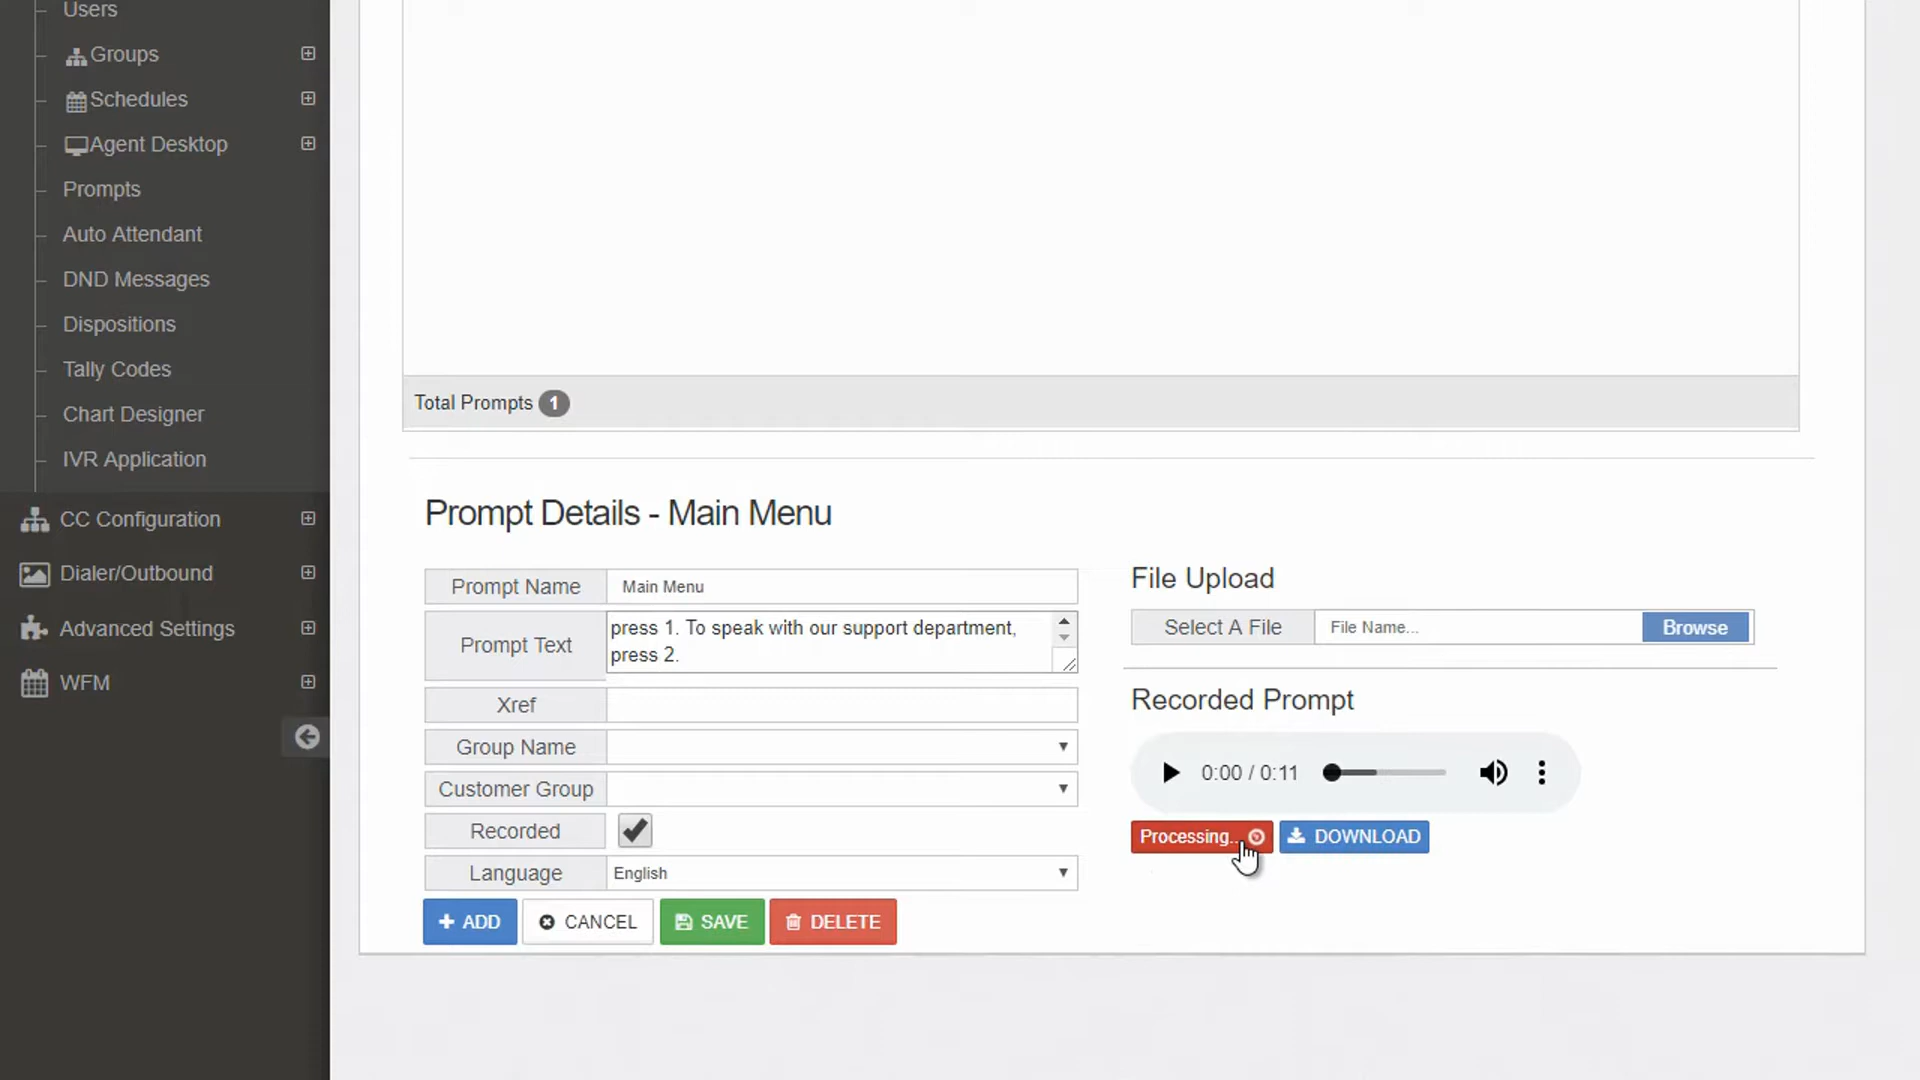 Users
Groups
Schedules
Agent Desktop
Prompts
Auto Attendant
DND Messages
Dispositions
Tally Codes
Chart Designer
IVR Application
CC Configuration
Dialer/Outbound
Advanced Settings
WFM
Total Prompts 1
Prompt Details - Main Menu
Prompt Name Main Menu
Prompt Text press 1. To speak with our support department,
press 2.
Xref
Group Name
Customer Group
Recorded
Language English
ADD CANCEL SAVE DELETE
File Upload
Select A File File Name... Browse
Recorded Prompt
0:00 / 0:11
Processing... DOWNLOAD